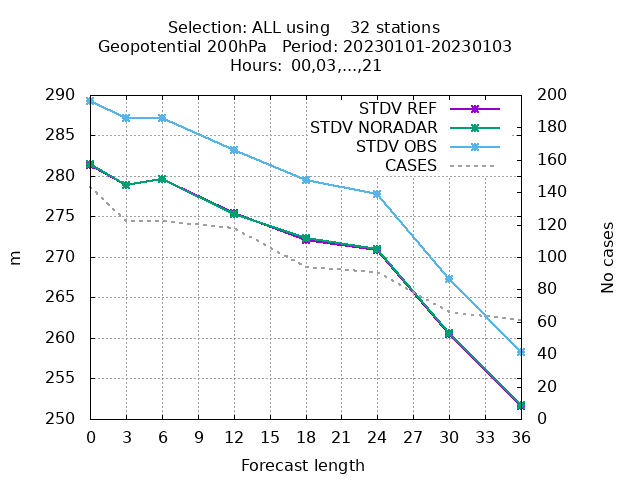 Selection: ALL using    32 stations
Geopotential 200hPa   Period: 20230101-20230103
Hours:  00,03,...,21
290 200
STDV REF
285 180
STDV NORADAR
STDV OBS
280 160
CASES
275 140
270 120
265 100
260 80
255 60
250 40
20
0
m
No cases
0 3 6 9 12 15 18 21 24 27 30 33 36
Forecast length